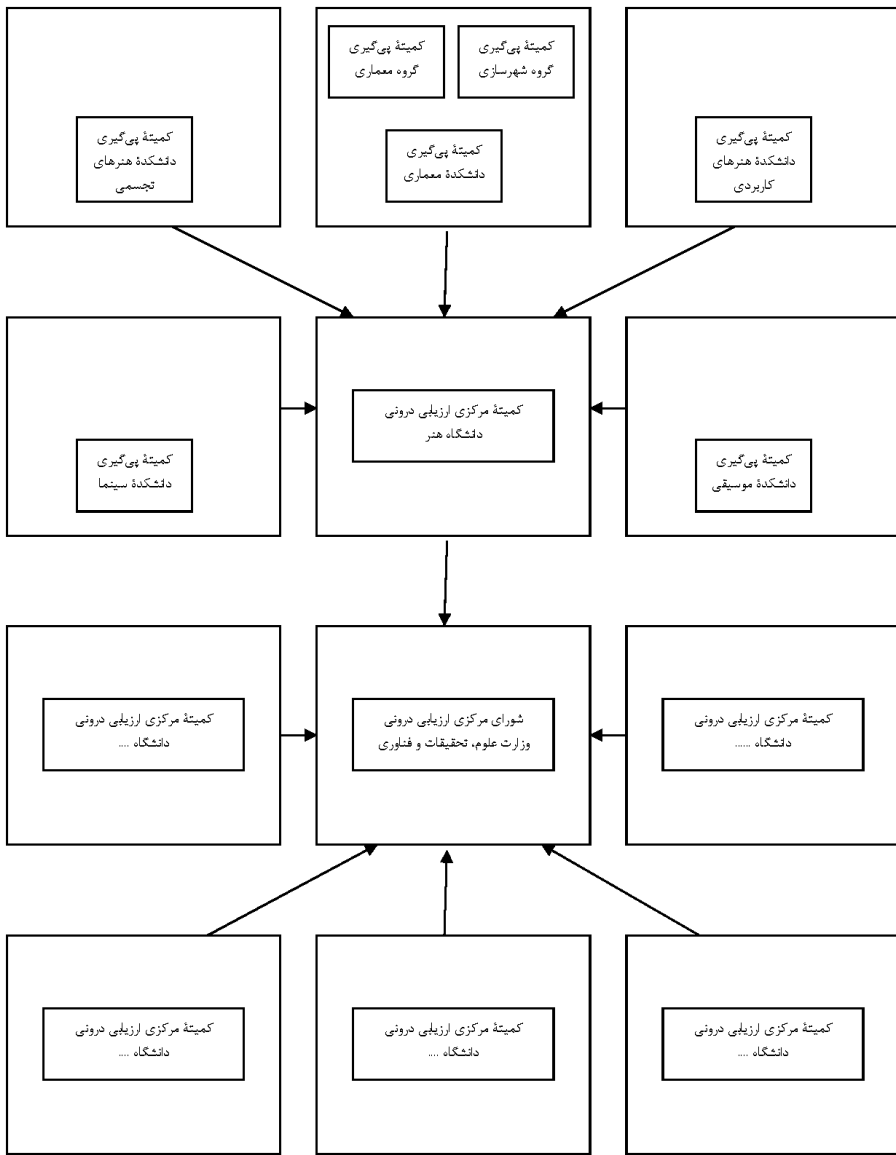 کمیتهٔ پی‌گیری
گروه شهرسازی
کمیتهٔ پی‌گیری
گروه معماری
کمیتهٔ پی‌گیری
دانشکدهٔ هنرهای
کاربردی
کمیتهٔ پی‌گیری
دانشکدهٔ معماری
کمیتهٔ پی‌گیری
دانشکدهٔ هنرهای
تجسمی
کمیتهٔ مرکزی ارزیابی درونی
دانشگاه هنر
کمیتهٔ پی‌گیری
دانشکدهٔ موسیقی
کمیتهٔ پی‌گیری
دانشکدهٔ سینما
کمیتهٔ مرکزی ارزیابی درونی
دانشگاه ......
شورای مرکزی ارزیابی درونی
وزارت علوم، تحقیقات و فناوری
کمیتهٔ مرکزی ارزیابی درونی
دانشگاه ....
کمیتهٔ مرکزی ارزیابی درونی
دانشگاه ....
کمیتهٔ مرکزی ارزیابی درونی
دانشگاه ....
کمیتهٔ مرکزی ارزیابی درونی
دانشگاه ....